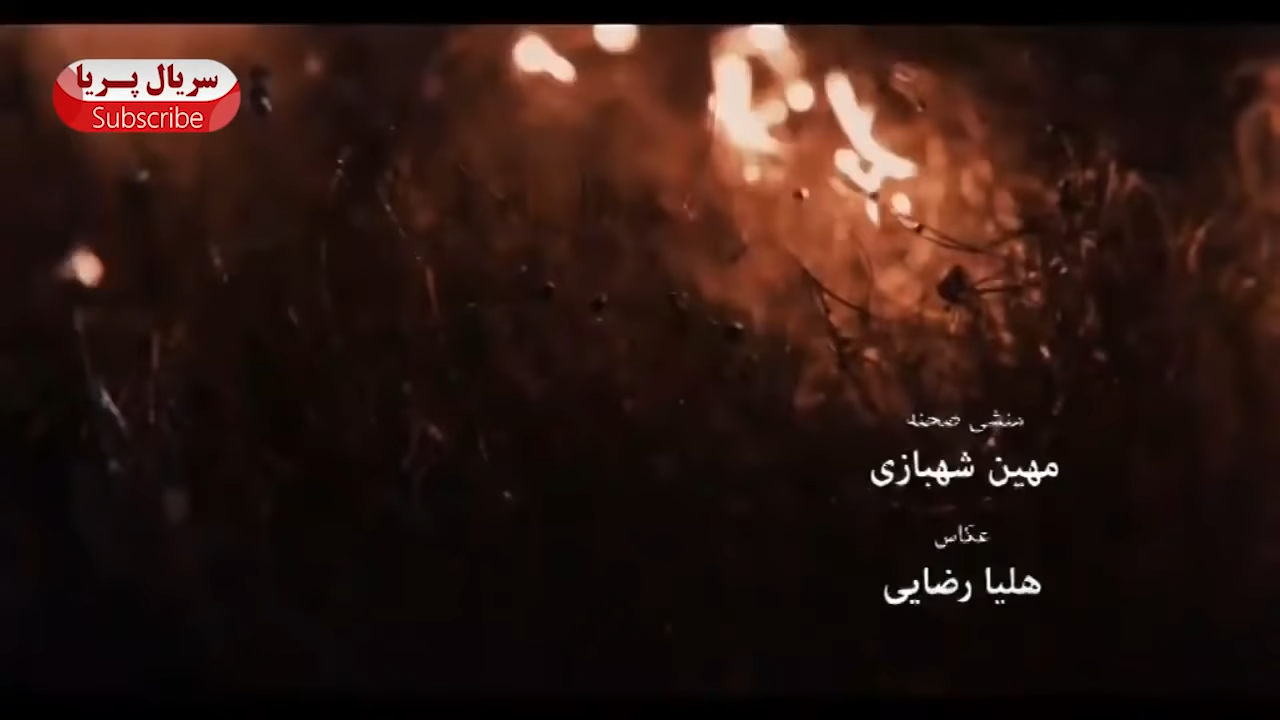 سریال پریا
Subscribe
منشی صحنه
مهین شهبازی
عکاس
هلیا رضایی